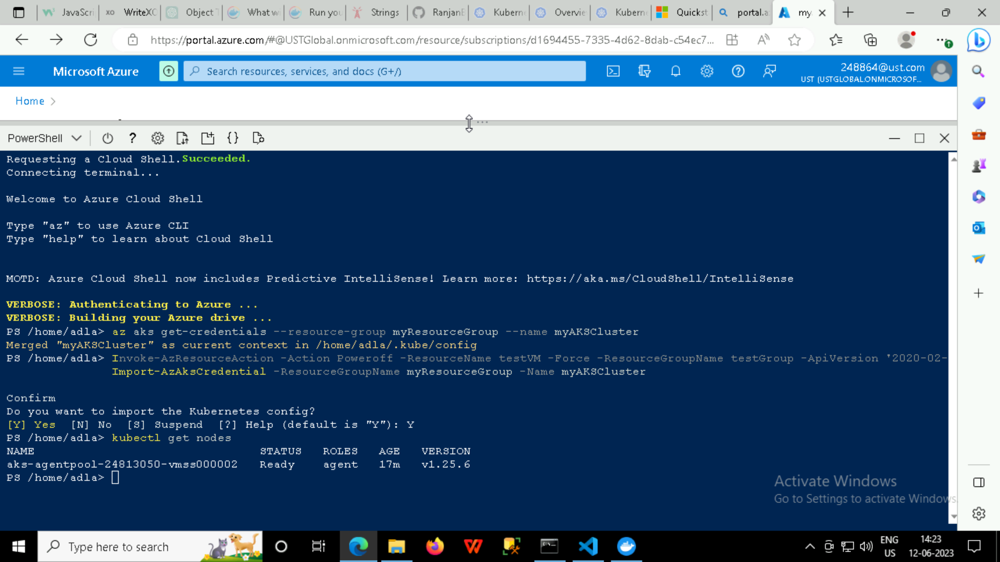 JavaScri
XO WriteXC
Object T
What w
Run you
Strings
RanjanE
Kuberne
Overvie
Kuberne
Quickst
portal.a
my
https://portal.azure.com/#@USTGlobal.onmicrosoft.com/resource/subscriptions/d1694455-7335-4d62-8dab-c54ec7...
Microsoft Azure
Search resources, services, and docs (G+/)
248864@ust.com
UST (USTGLOBAL.ONMICROSOF...
Home >
PowerShell
Requesting a Cloud Shell.Succeeded.
Connecting terminal...
Welcome to Azure Cloud Shell
Type "az" to use Azure CLI
Type "help" to learn about Cloud Shell
MOTD: Azure Cloud Shell now includes Predictive IntelliSense! Learn more: https://aka.ms/CloudShell/IntelliSense
VERBOSE: Authenticating to Azure ...
VERBOSE: Building your Azure drive ...
PS /home/adla> az aks get-credentials --resource-group myResourceGroup --name myAKSCluster
Merged "myAKSCluster" as current context in /home/adla/.kube/config
PS /home/adla> Invoke-AzResourceAction -Action Poweroff -ResourceName testVM -Force -ResourceGroupName testGroup -ApiVersion '2020-02-
Import-AzAksCredential -ResourceGroupName myResourceGroup -Name myAKSCluster
Confirm
Do you want to import the Kubernetes config?
[Y] Yes [N] No [S] Suspend [?] Help (default is "Y"): Y
PS /home/adla> kubectl get nodes
NAME STATUS ROLES AGE VERSION
aks-agentpool-24813050-vmss000002 Ready agent 17m v1.25.6
PS /home/adla>
Activate Windows
Go to Settings to activate Windows.
Type here to search
ENG
US
14:23
12-06-2023